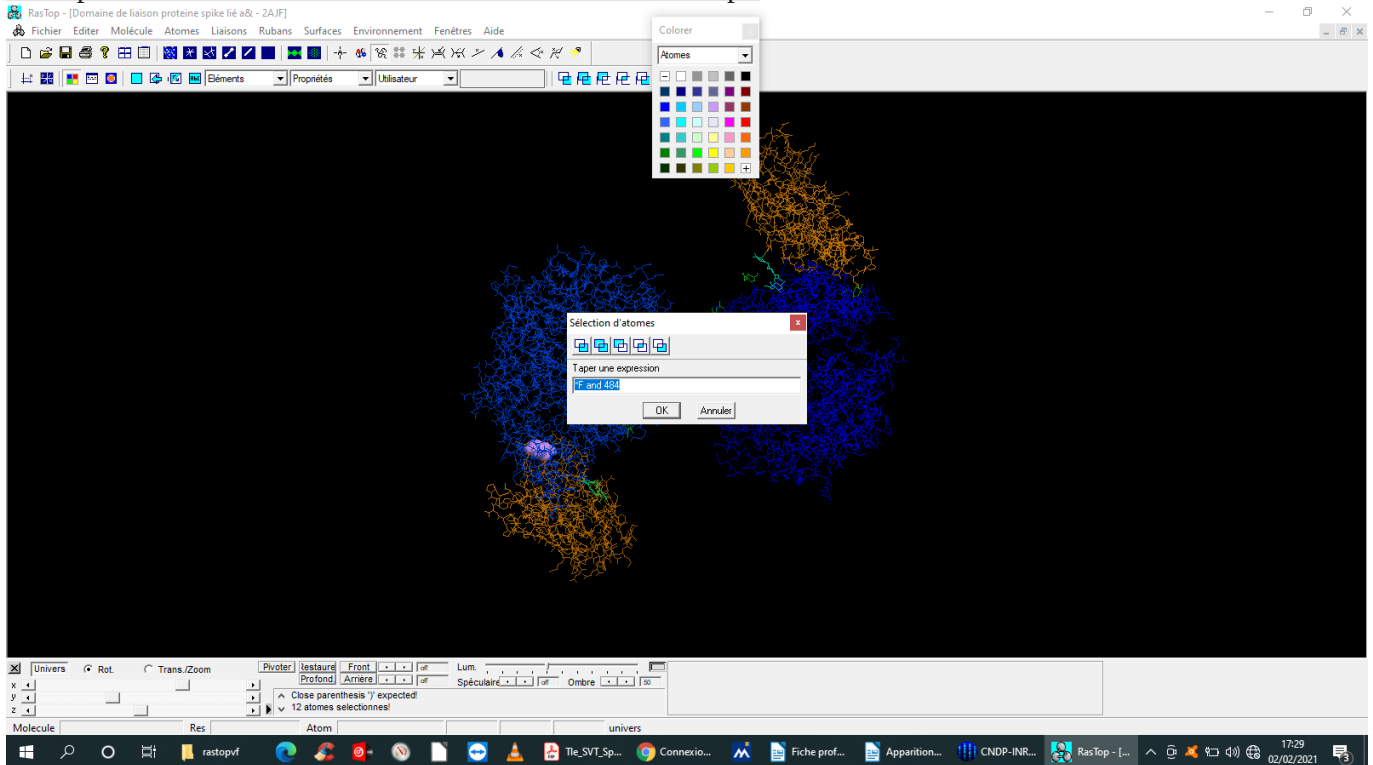 RasTop - [Domaine de liaison proteine spike lié a& - 2AJF]
Fichier Editer Molécule Atomes Liaisons Rubans Surfaces Environnement Fenêtres Aide
Colorer
Atomes
Eléments Propriétés Utilisateur
Sélection d'atomes
Taper une expression
*F and 484
OK Annuler
Univers Rot. Trans./Zoom Pivoter Restaure Front off Lum.
Profond. Arrière off Spéculaire off Ombre 50
x
y
z
Close parenthesis ')' expected!
12 atomes selectionnes!
Molecule Res Atom univers
rastopvf Tle_SVT_Sp... Connexio... Fiche prof... Apparition... CNDP-INR... RasTop - [... 17:29
02/02/2021
3